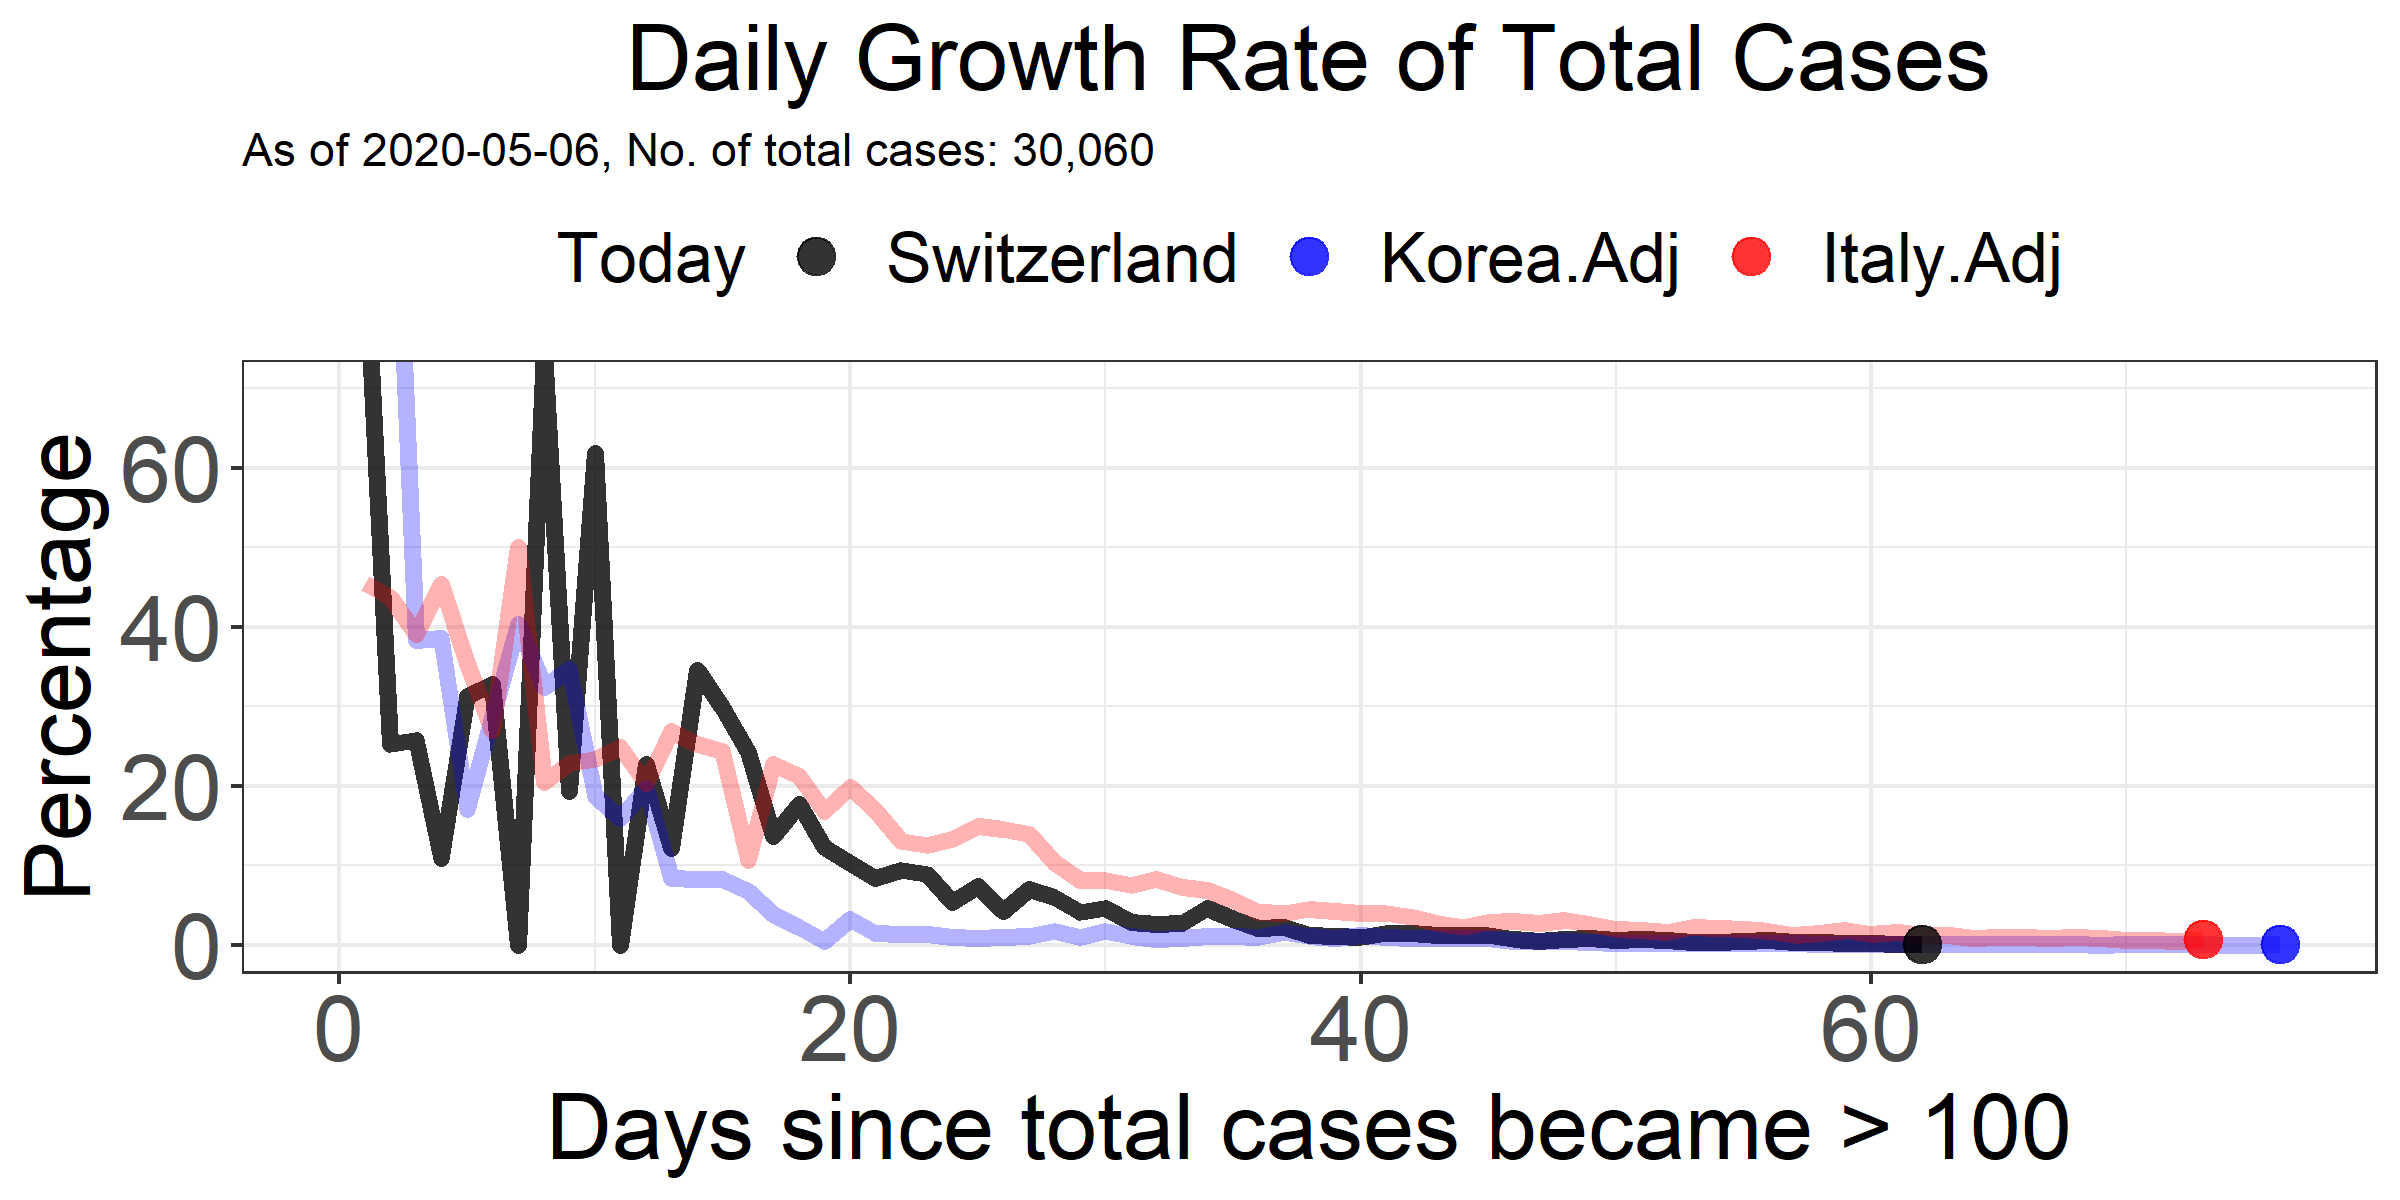 Daily Growth Rate of Total Cases
As of 2020-05-06, No. of total cases: 30,060
Today Switzerland Korea.Adj Italy.Adj
Percentage
60
40
20
0
0 20 40 60
Days since total cases became > 100